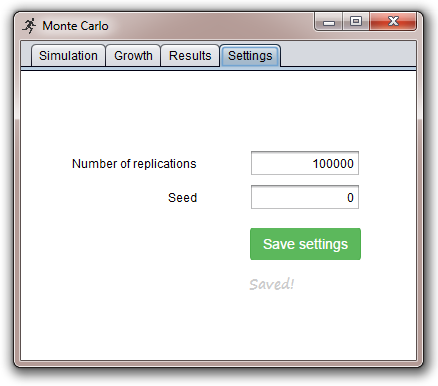 Monte Carlo
Simulation Growth Results Settings
Number of replications 100000
Seed 0
Save settings
Saved!